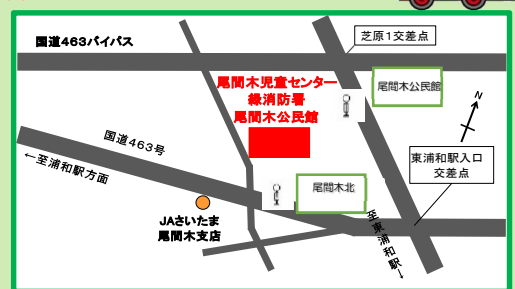 国道463バイパス
芝原1交差点
尾間木児童センター
緑消防署
尾間木公民館
尾間木公民館
N
国道463号
←至浦和駅方面
東浦和駅入口
交差点
尾間木北
JAさいたま
尾間木支店
至東浦和駅→